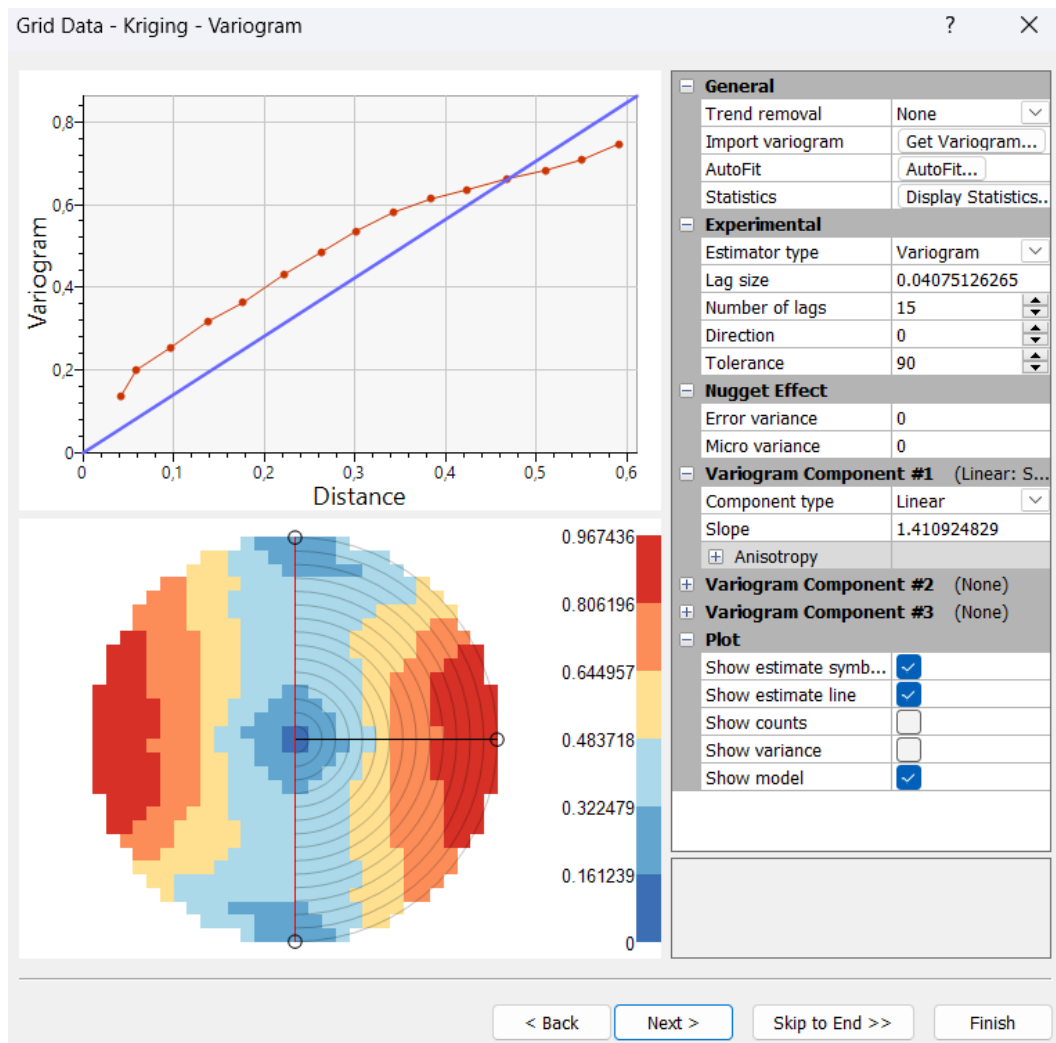 Grid Data - Kriging - Variogram ? ✕
0,8
0,6
0,4
0,2
0
0 0,1 0,2 0,3 0,4 0,5 0,6
Variogram
Distance
0.967436
0.806196
0.644957
0.483718
0.322479
0.161239
0
General
Trend removal None
Import variogram Get Variogram...
AutoFit AutoFit...
Statistics Display Statistics..
Experimental
Estimator type Variogram
Lag size 0.04075126265
Number of lags 15
Direction 0
Tolerance 90
Nugget Effect
Error variance 0
Micro variance 0
Variogram Component #1 (Linear: S...
Component type Linear
Slope 1.410924829
Anisotropy
Variogram Component #2 (None)
Variogram Component #3 (None)
Plot
Show estimate symb...
Show estimate line
Show counts
Show variance
Show model
< Back Next > Skip to End >> Finish